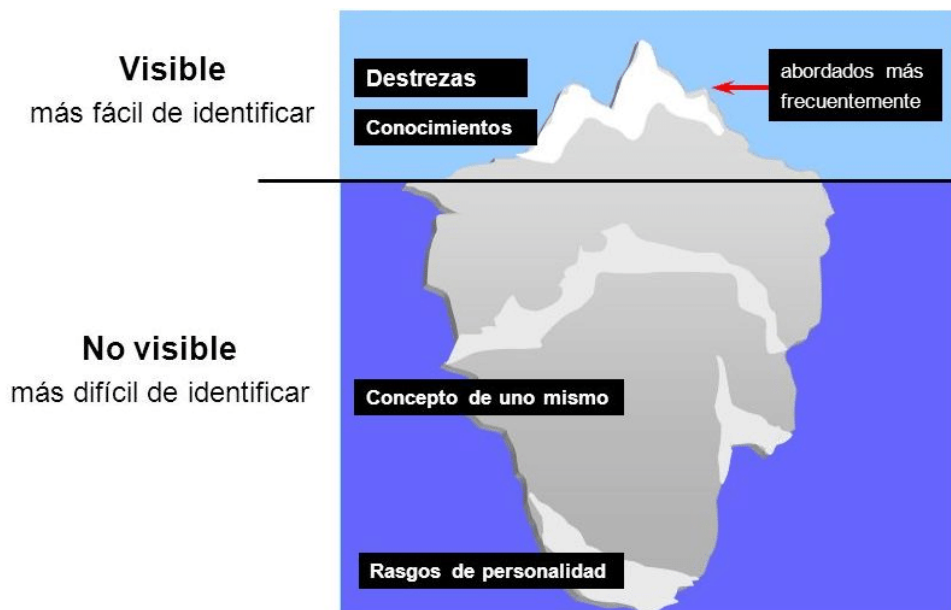 Visible
más fácil de identificar
Destrezas
Conocimientos
abordados más
frecuentemente
No visible
más difícil de identificar
Concepto de uno mismo
Rasgos de personalidad